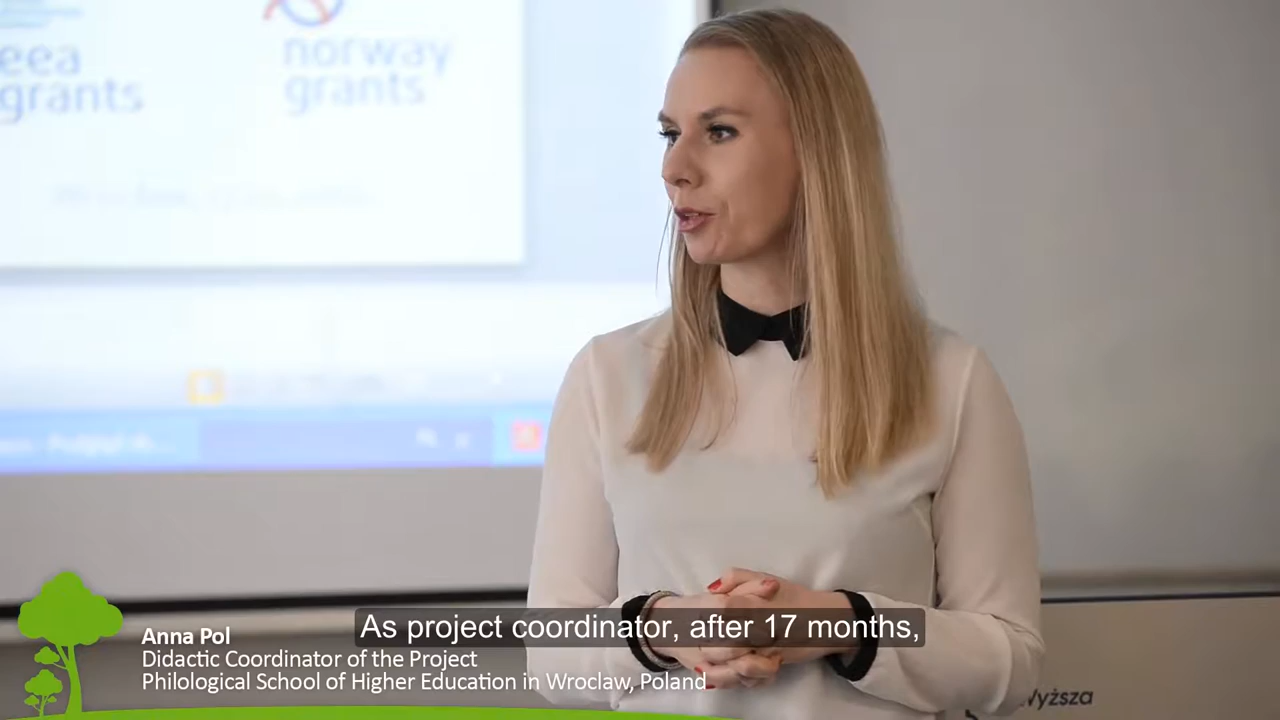 eea
grants
norway
grants
As project coordinator, after 17 months,
Anna Pol
Didactic Coordinator of the Project
Philological School of Higher Education in Wroclaw, Poland
Wyższa